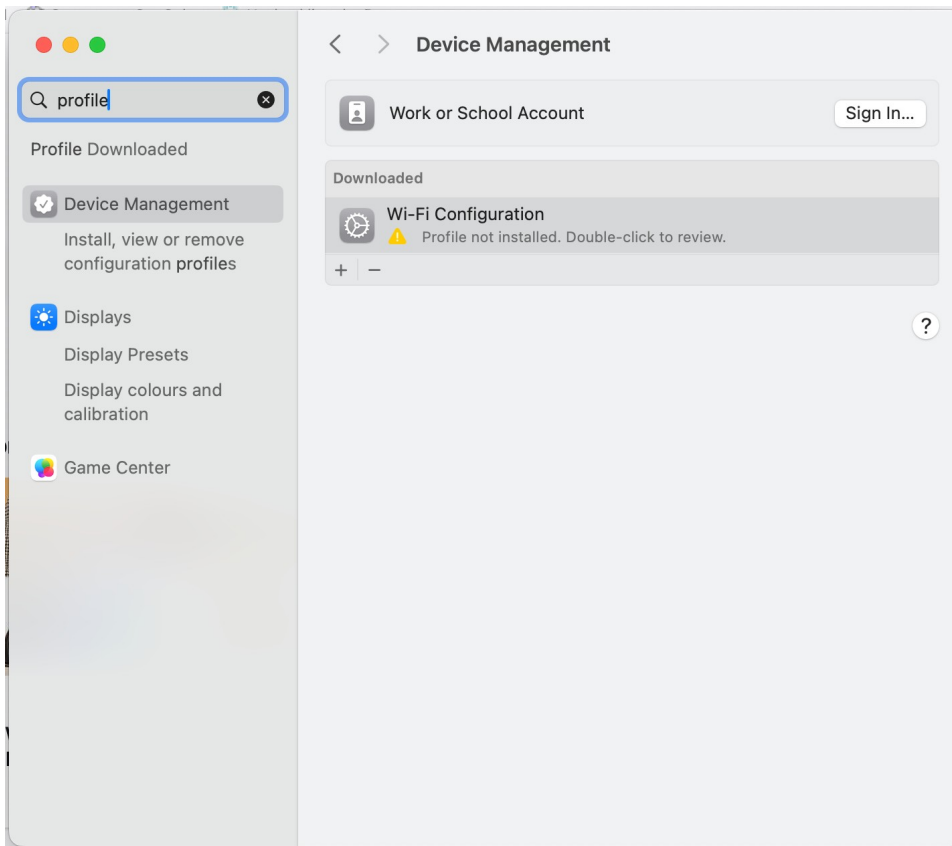 profile
Profile Downloaded
Device Management
Install, view or remove
configuration profiles
Displays
Display Presets
Display colours and
calibration
Game Center
Device Management
Work or School Account
Sign In...
Downloaded
Wi-Fi Configuration
Profile not installed. Double-click to review.
+ −
?